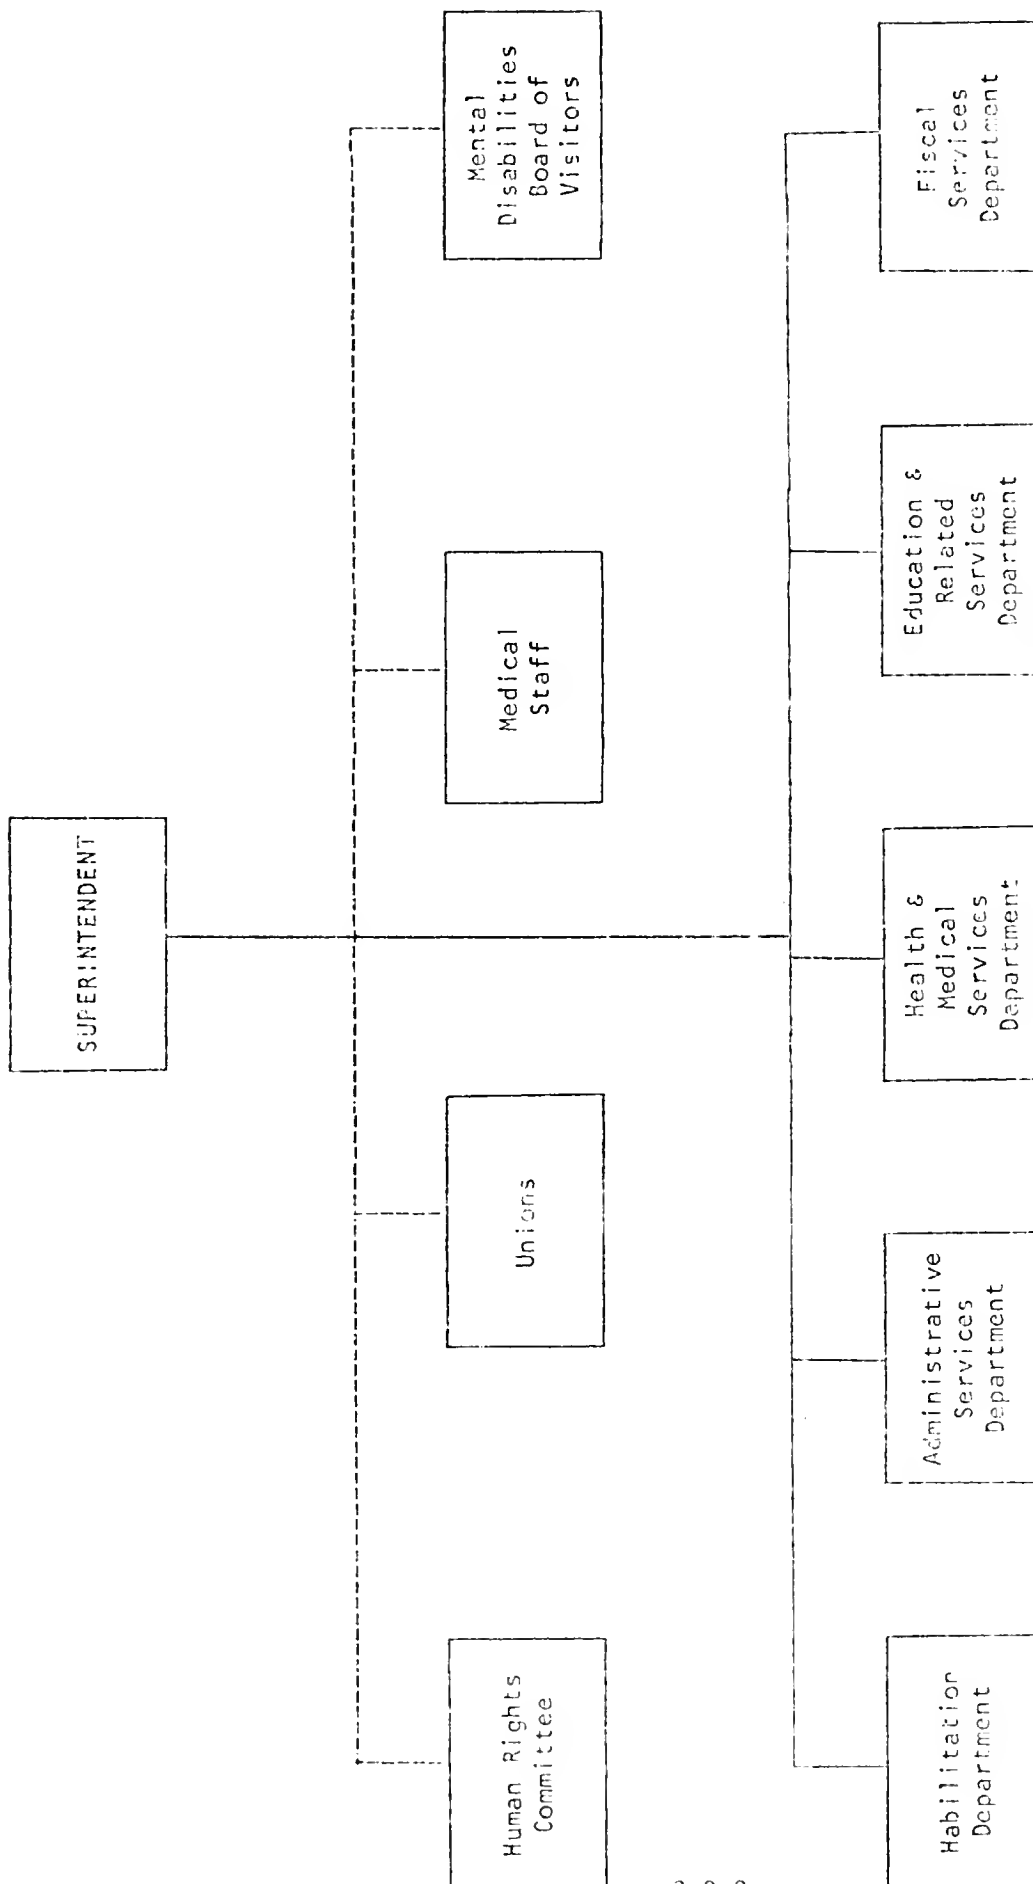 SUPERINTENDENT
Human Rights
Committee
Unions
Medical
Staff
Mental
Disabilities
Board of
Visitors
Habilitation
Department
Administrative
Services
Department
Health &
Medical
Services
Department
Education &
Related
Services
Department
Fiscal
Services
Department